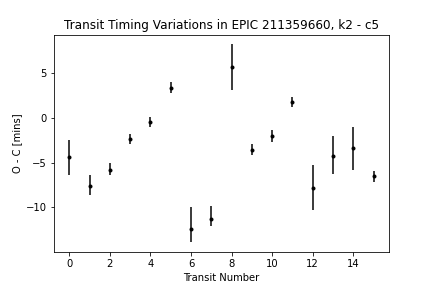 Transit Timing Variations in EPIC 211359660, k2 - c5
O - C [mins]
5
0
−5
−10
0 2 4 6 8 10 12 14
Transit Number